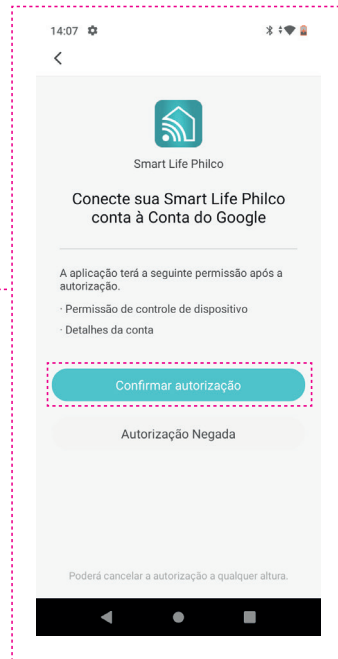 14:07
Smart Life Philco
Conecte sua Smart Life Philco
conta à Conta do Google
A aplicação terá a seguinte permissão após a
autorização.
· Permissão de controle de dispositivo
· Detalhes da conta
Confirmar autorização
Autorização Negada
Poderá cancelar a autorização a qualquer altura.